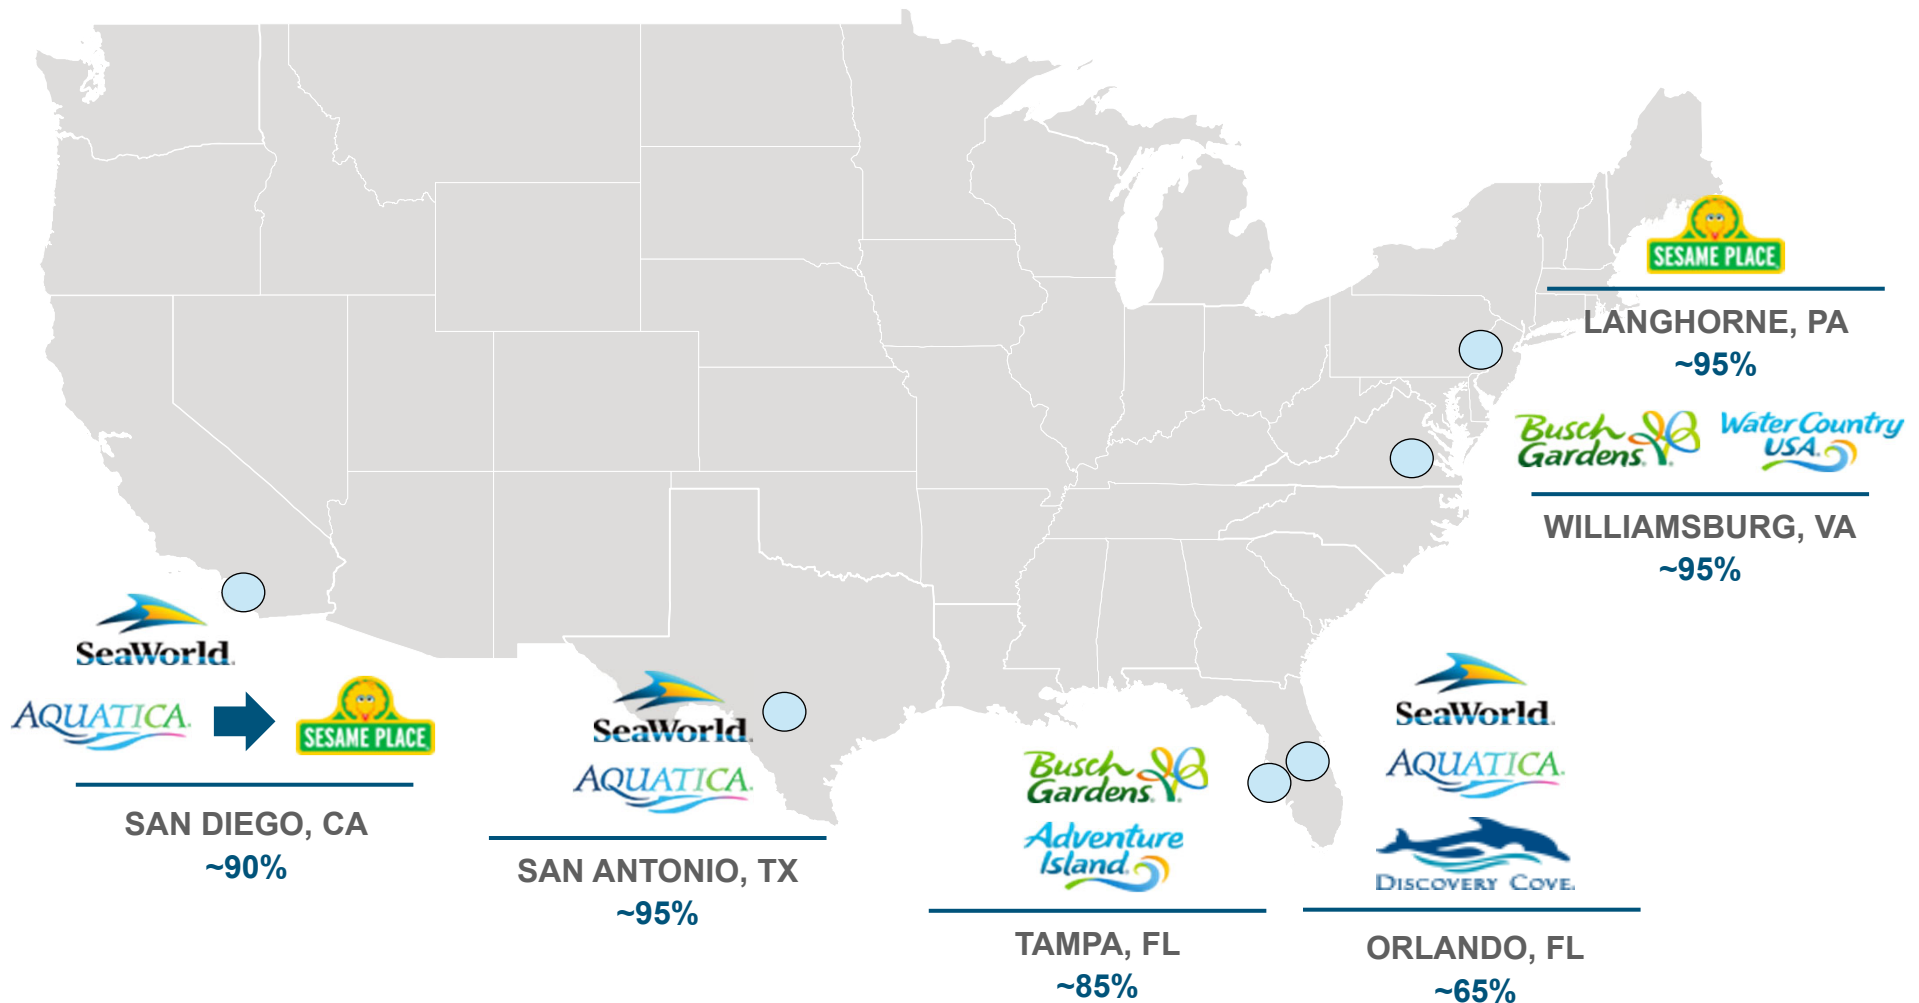 SESAME PLACE
LANGHORNE, PA
~95%
Busch
Gardens.
Water Country
USA.
WILLIAMSBURG, VA
~95%
SeaWorld.
AQUATICA.
SESAME PLACE
SAN DIEGO, CA
~90%
SeaWorld.
AQUATICA.
SAN ANTONIO, TX
~95%
Busch
Gardens.
Adventure
Island.
TAMPA, FL
~85%
SeaWorld.
AQUATICA.
DISCOVERY COVE.
ORLANDO, FL
~65%